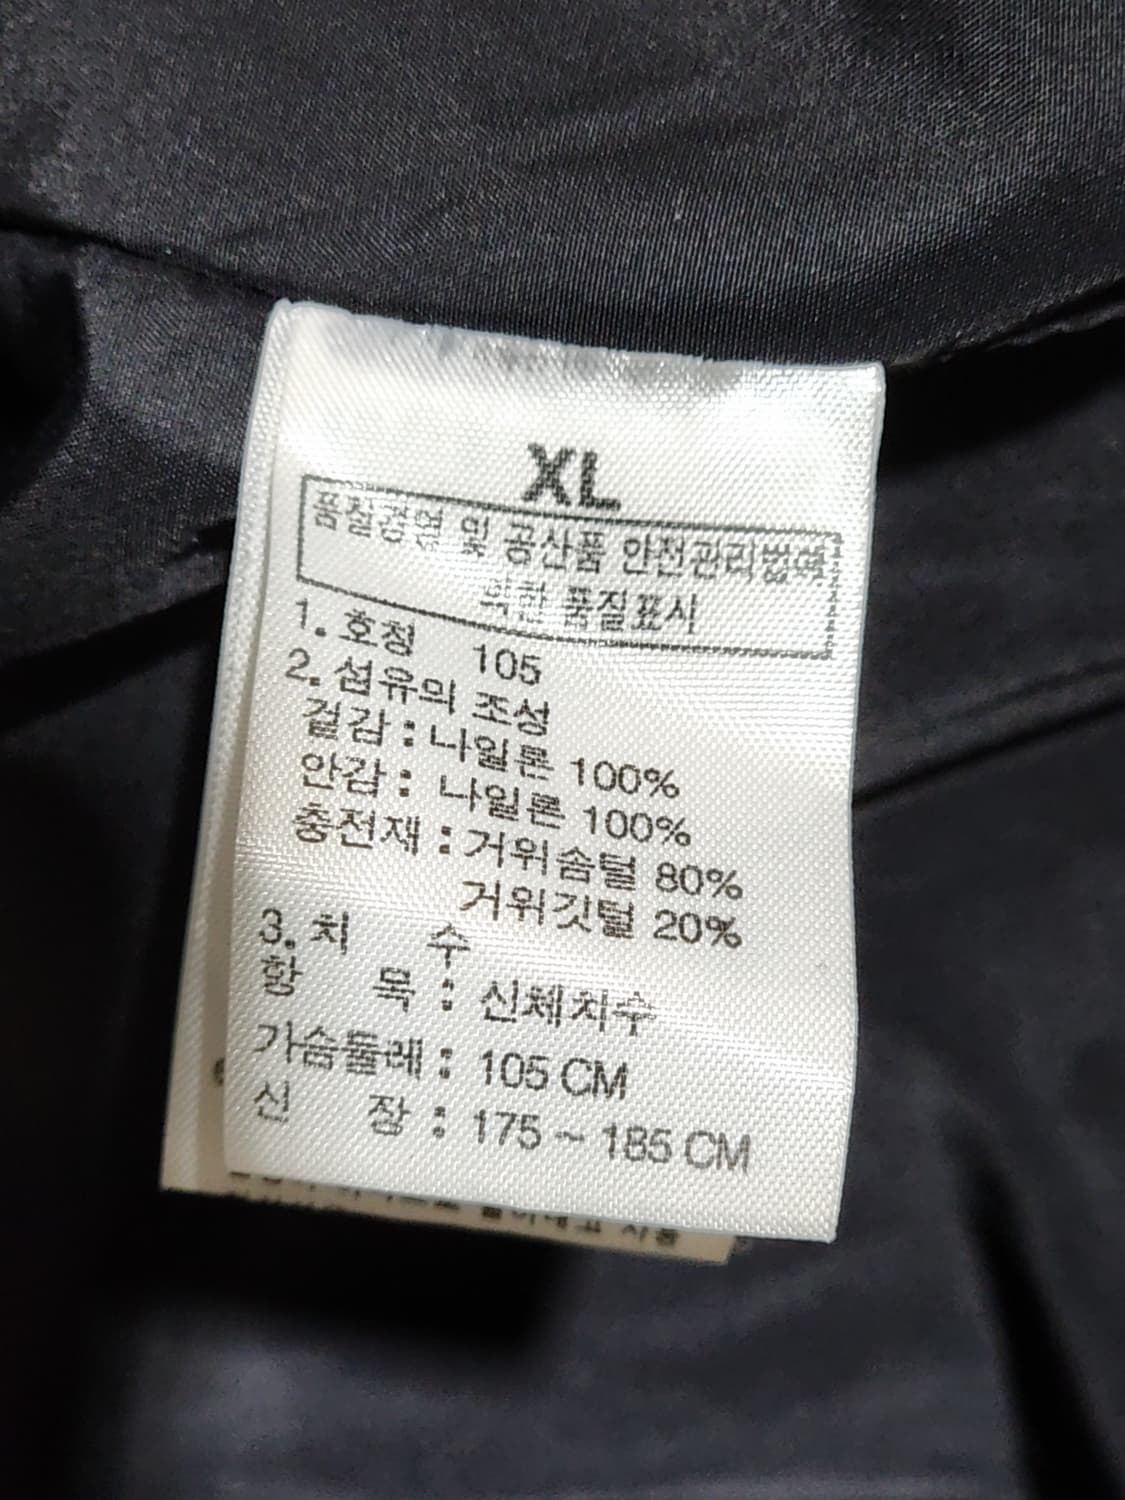 XL
품질경영 및 공산품 안전관리법에
의한 품질표시
1. 호칭 105
2. 섬유의 조성
겉감 : 나일론 100%
안감 : 나일론 100%
충전재 : 거위솜털 80%
거위깃털 20%
3. 치 수
항 목 : 신체치수
가슴둘레 : 105 CM
신 장 : 175 ~ 185 CM